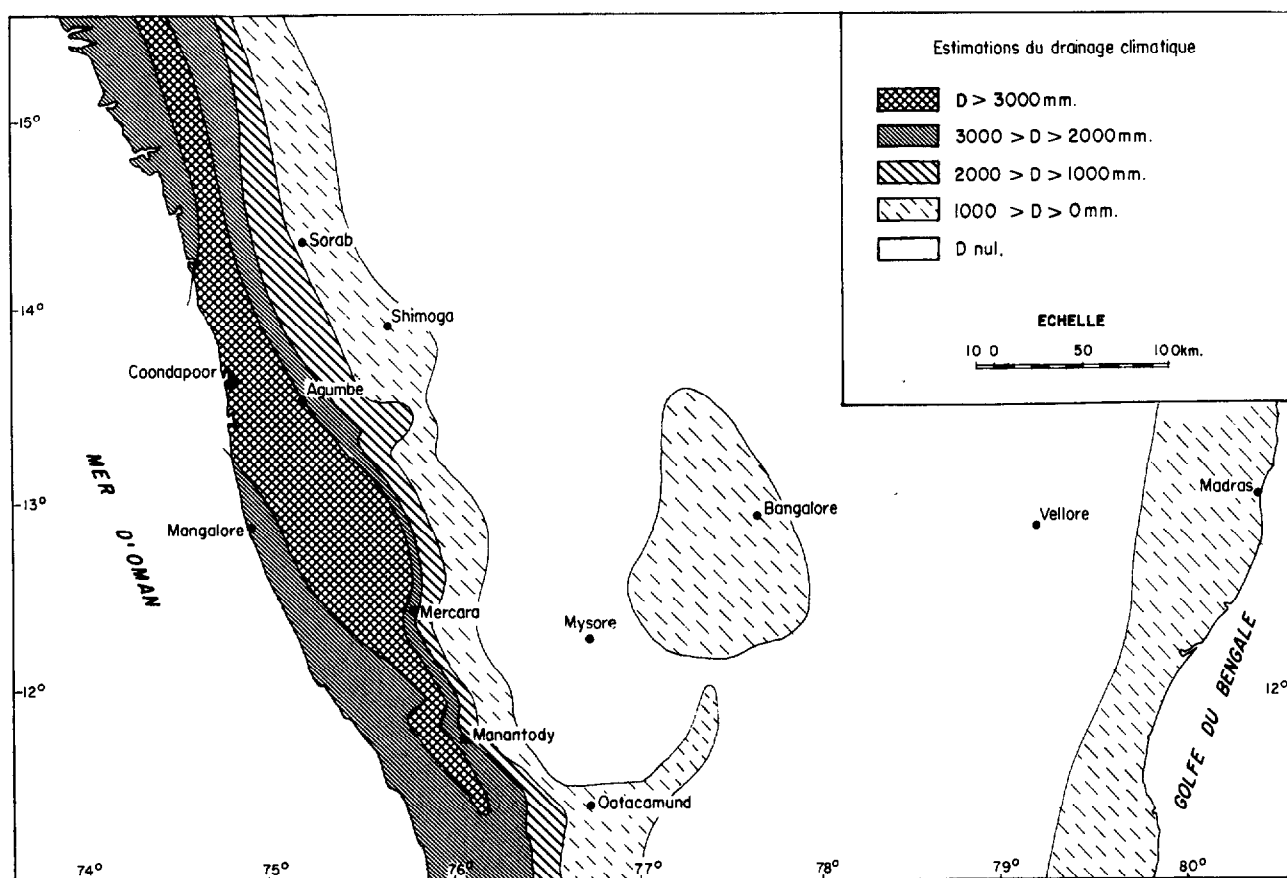 Estimations du drainage climatique
D > 3000 mm.
3000 > D > 2000 mm.
2000 > D > 1000 mm.
1000 > D > 0 mm.
D nul.
ECHELLE
10 0 50 100 km.
15°
Sorab
14°
Shimoga
Coondapoor
Agumbe
MER D'OMAN
13°
Mangalore
Bangalore
Vellore
Madras
Mercara
Mysore
12°
12°
Manantody
GOLFE DU BENGALE
Ootacamund
74°
75°
76°
77°
78°
79°
80°